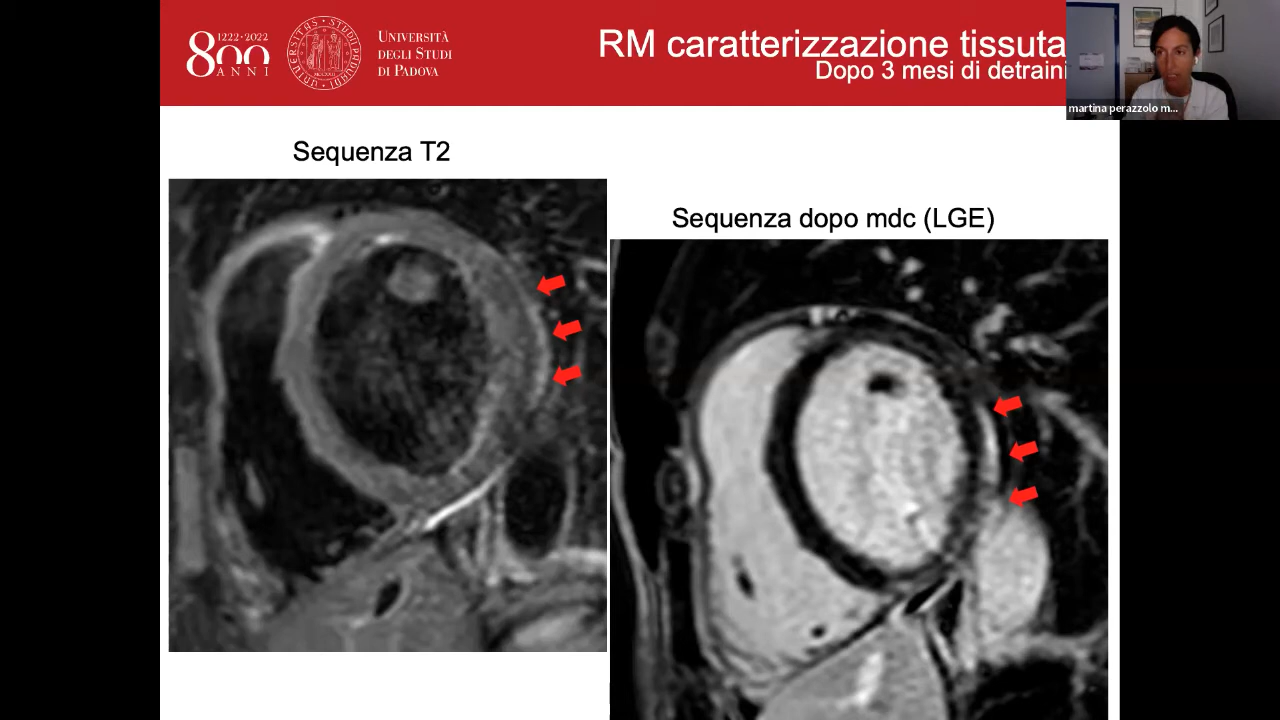 1222·2022
800
ANNI
UNIVERSITÀ
DEGLI STUDI
DI PADOVA
RM caratterizzazione tissuta
Dopo 3 mesi di detraini
martina perazzolo m...
Sequenza T2
Sequenza dopo mdc (LGE)